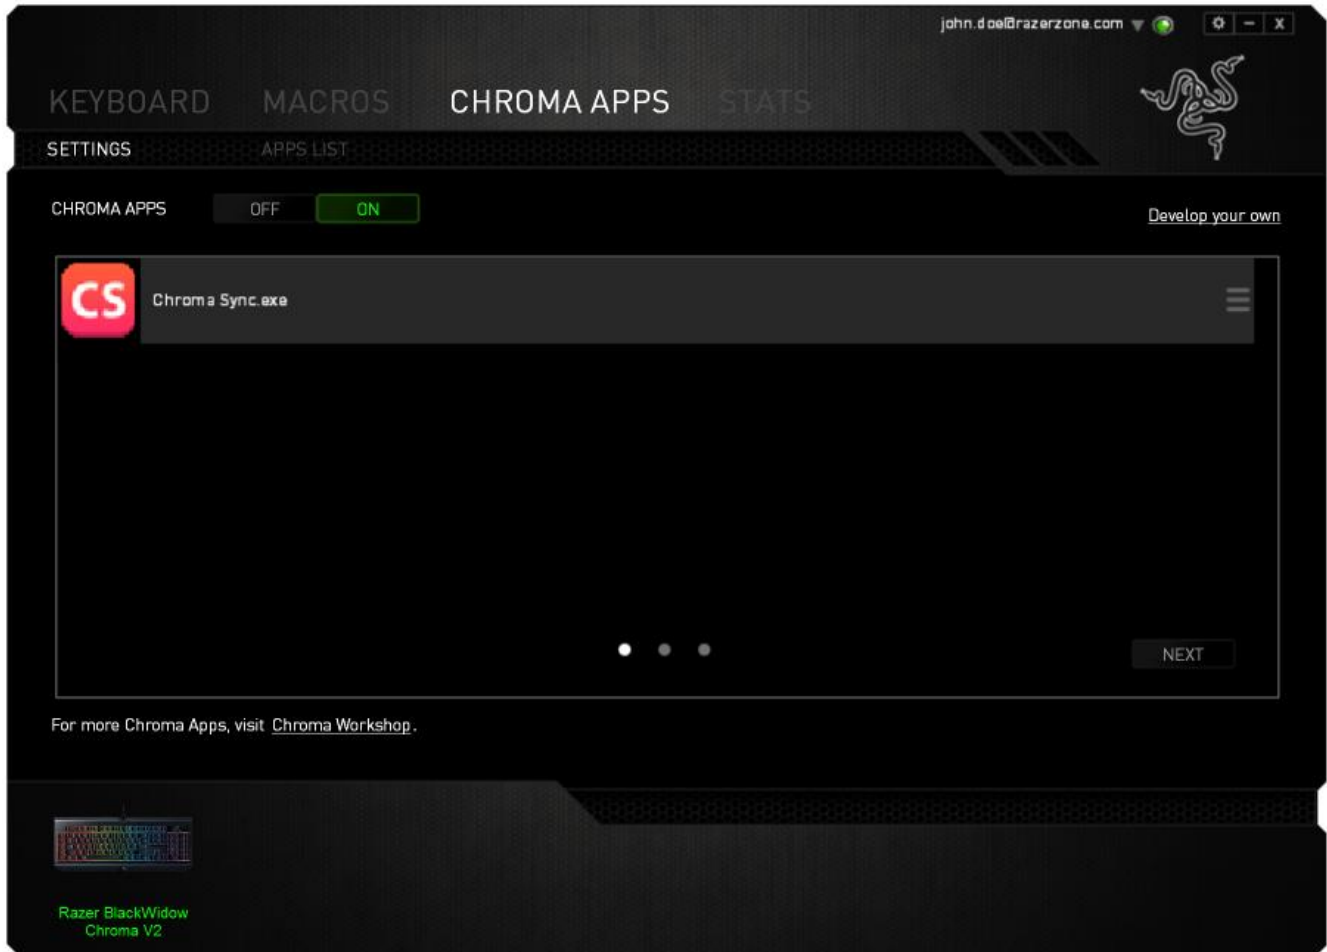 john.doe@razerzone.com
KEYBOARD MACROS CHROMA APPS STATS
SETTINGS APPS LIST
CHROMA APPS OFF ON
Develop your own
CS Chroma Sync.exe
NEXT
For more Chroma Apps, visit Chroma Workshop.
Razer BlackWidow
Chroma V2